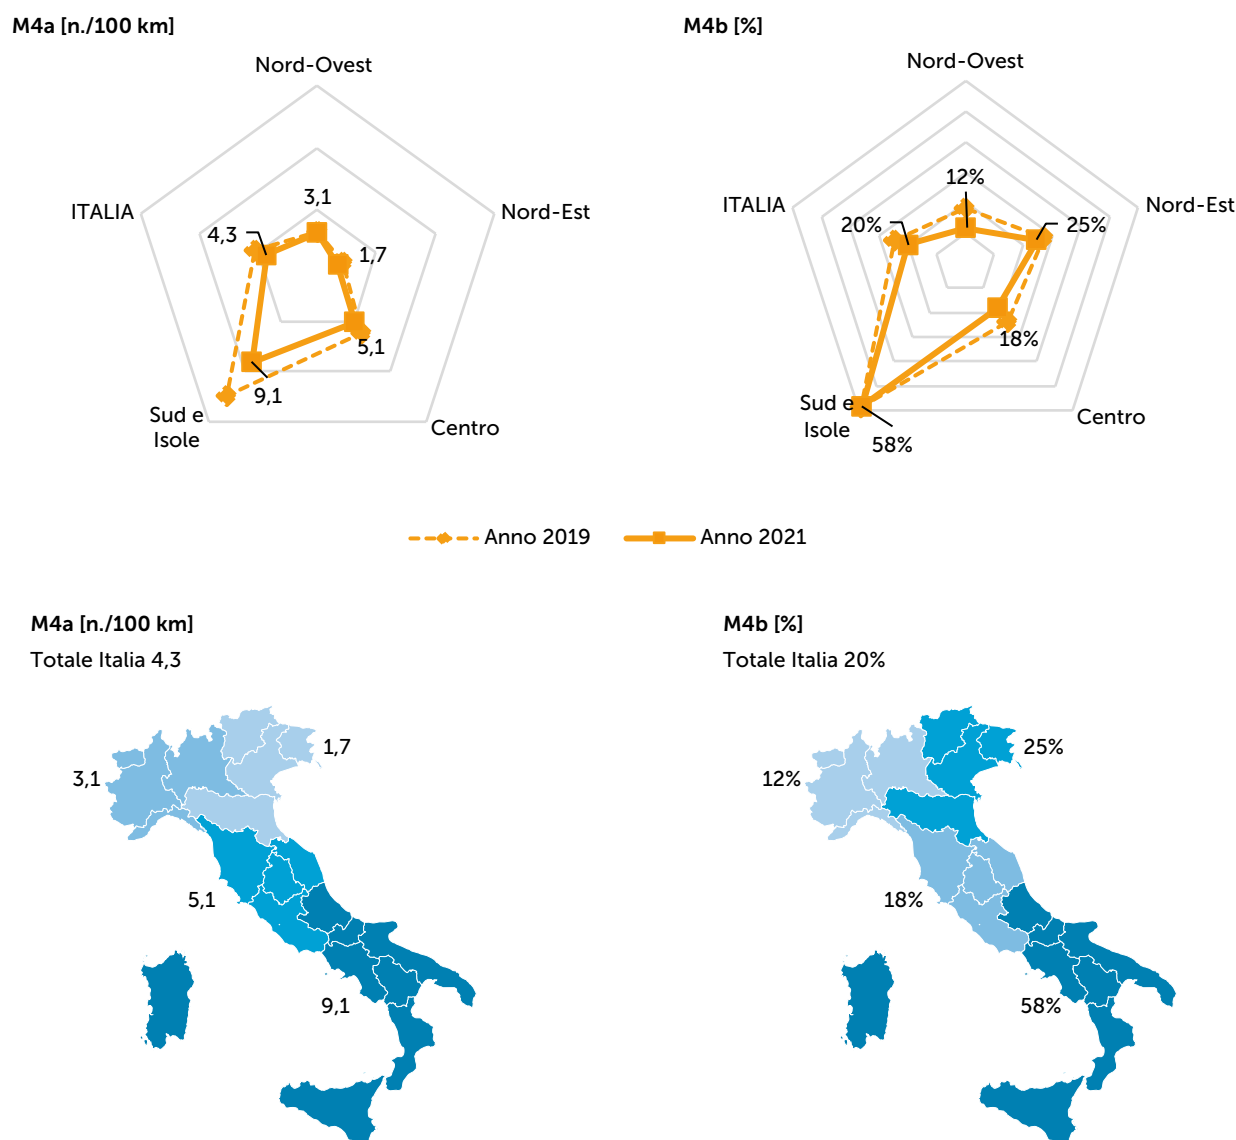 M4a [n./100 km]
Nord-Ovest
3,1
ITALIA
4,3
1,7
Nord-Est
5,1
9,1
Sud e
Isole
Centro
M4b [%]
Nord-Ovest
12%
ITALIA
20%
25%
Nord-Est
18%
Sud e
Isole
58%
Centro
Anno 2019
Anno 2021
M4a [n./100 km]
Totale Italia 4,3
1,7
3,1
5,1
9,1
M4b [%]
Totale Italia 20%
25%
12%
18%
58%